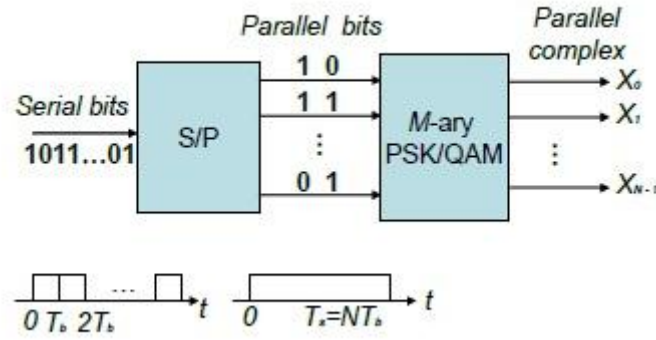 Parallel bits
Parallel complex
Serial bits
1011...01
S/P
1 0
1 1
⋮
0 1
M-ary
PSK/QAM
X₀
X₁
⋮
X_N-1
0 T_b 2T_b ... t
0 T_s=NT_b t